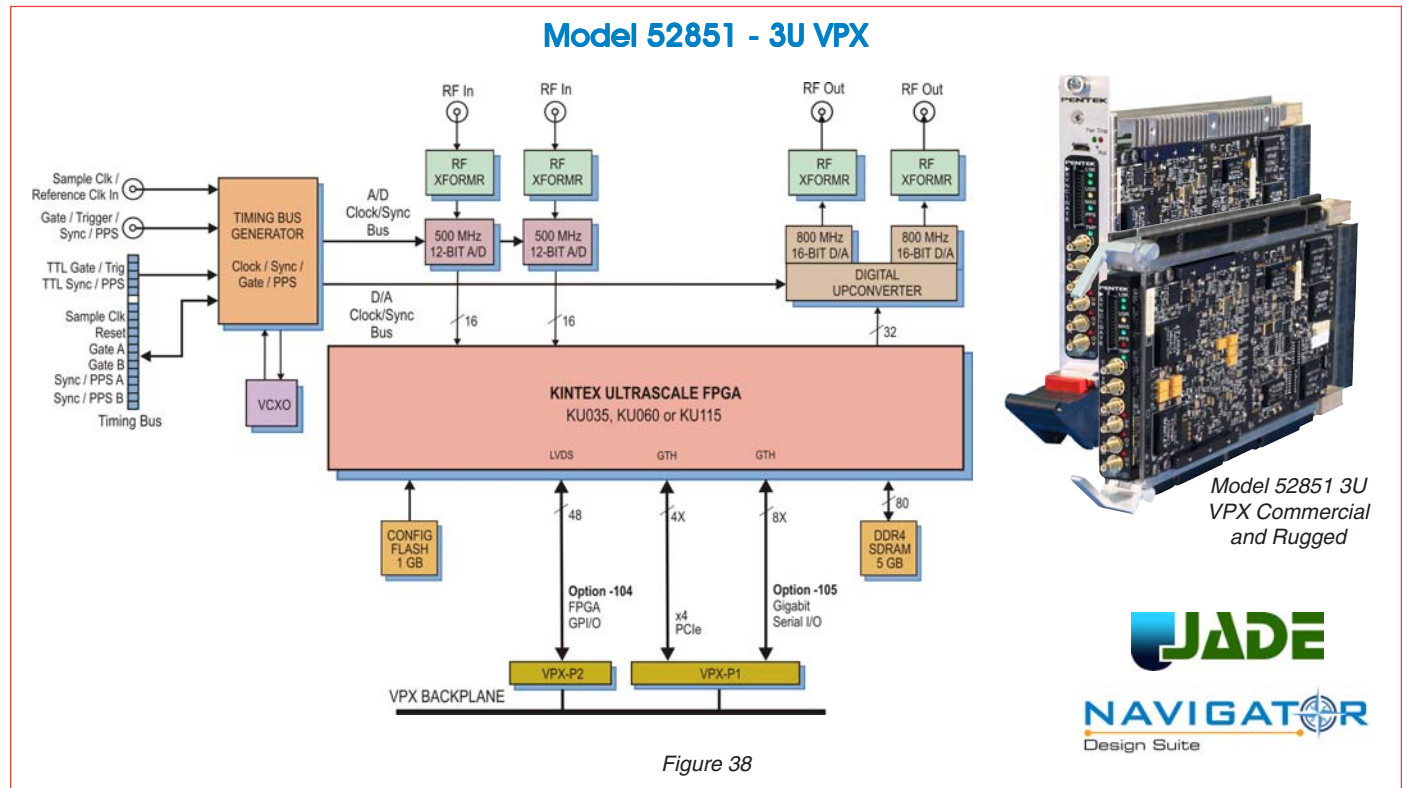 Model 52851 - 3U VPX
RF In
RF In
RF Out
RF Out
Sample Clk /
Reference Clk In
Gate / Trigger /
Sync / PPS
TTL Gate / Trig
TTL Sync / PPS
Sample Clk
Reset
Gate A
Gate B
Sync / PPS A
Sync / PPS B
Timing Bus
TIMING BUS
GENERATOR
Clock / Sync /
Gate / PPS
VCXO
A/D
Clock/Sync
Bus
D/A
Clock/Sync
Bus
RF
XFORMR
RF
XFORMR
RF
XFORMR
RF
XFORMR
500 MHz
12-BIT A/D
500 MHz
12-BIT A/D
800 MHz
16-BIT D/A
800 MHz
16-BIT D/A
DIGITAL
UPCONVERTER
16
16
32
KINTEX ULTRASCALE FPGA
KU035, KU060 or KU115
LVDS
GTH
GTH
48
4X
8X
80
CONFIG
FLASH
1 GB
DDR4
SDRAM
5 GB
Option -104
FPGA
GPI/O
x4
PCIe
Option -105
Gigabit
Serial I/O
VPX-P2
VPX-P1
VPX BACKPLANE
Figure 38
PENTEK
PENTEK
PENTEK
Model 52851 3U
VPX Commercial
and Rugged
JADE
NAVIGATOR
Design Suite